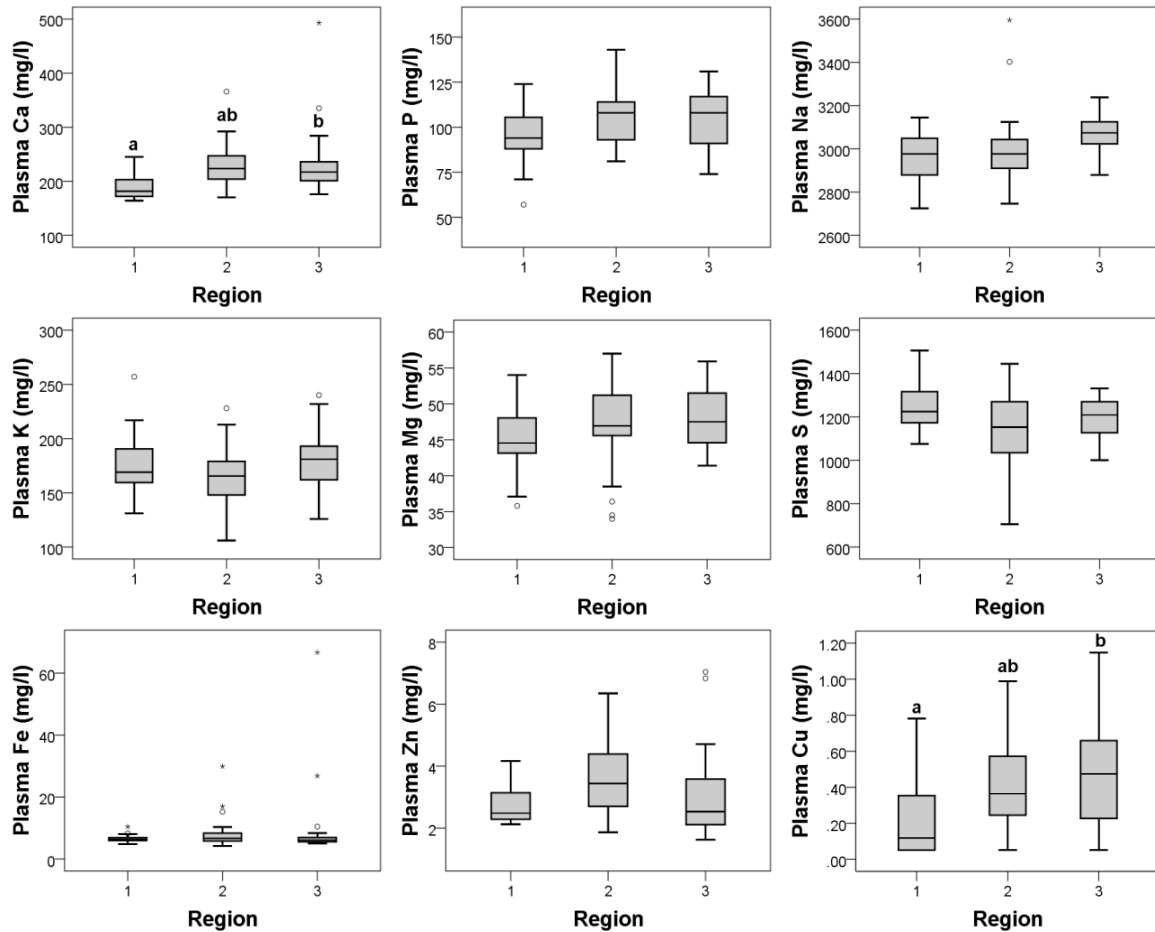 Plasma Ca (mg/l)
500
400
300
200
100
a
ab
b
1 2 3
Region
Plasma P (mg/l)
150
125
100
75
50
1 2 3
Region
Plasma Na (mg/l)
3600
3400
3200
3000
2800
2600
1 2 3
Region
Plasma K (mg/l)
300
250
200
150
100
1 2 3
Region
Plasma Mg (mg/l)
60
55
50
45
40
35
30
1 2 3
Region
Plasma S (mg/l)
1600
1400
1200
1000
800
600
1 2 3
Region
Plasma Fe (mg/l)
60
40
20
0
1 2 3
Region
Plasma Zn (mg/l)
8
6
4
2
1 2 3
Region
Plasma Cu (mg/l)
1.20
1.00
.80
.60
.40
.20
.00
a
ab
b
1 2 3
Region